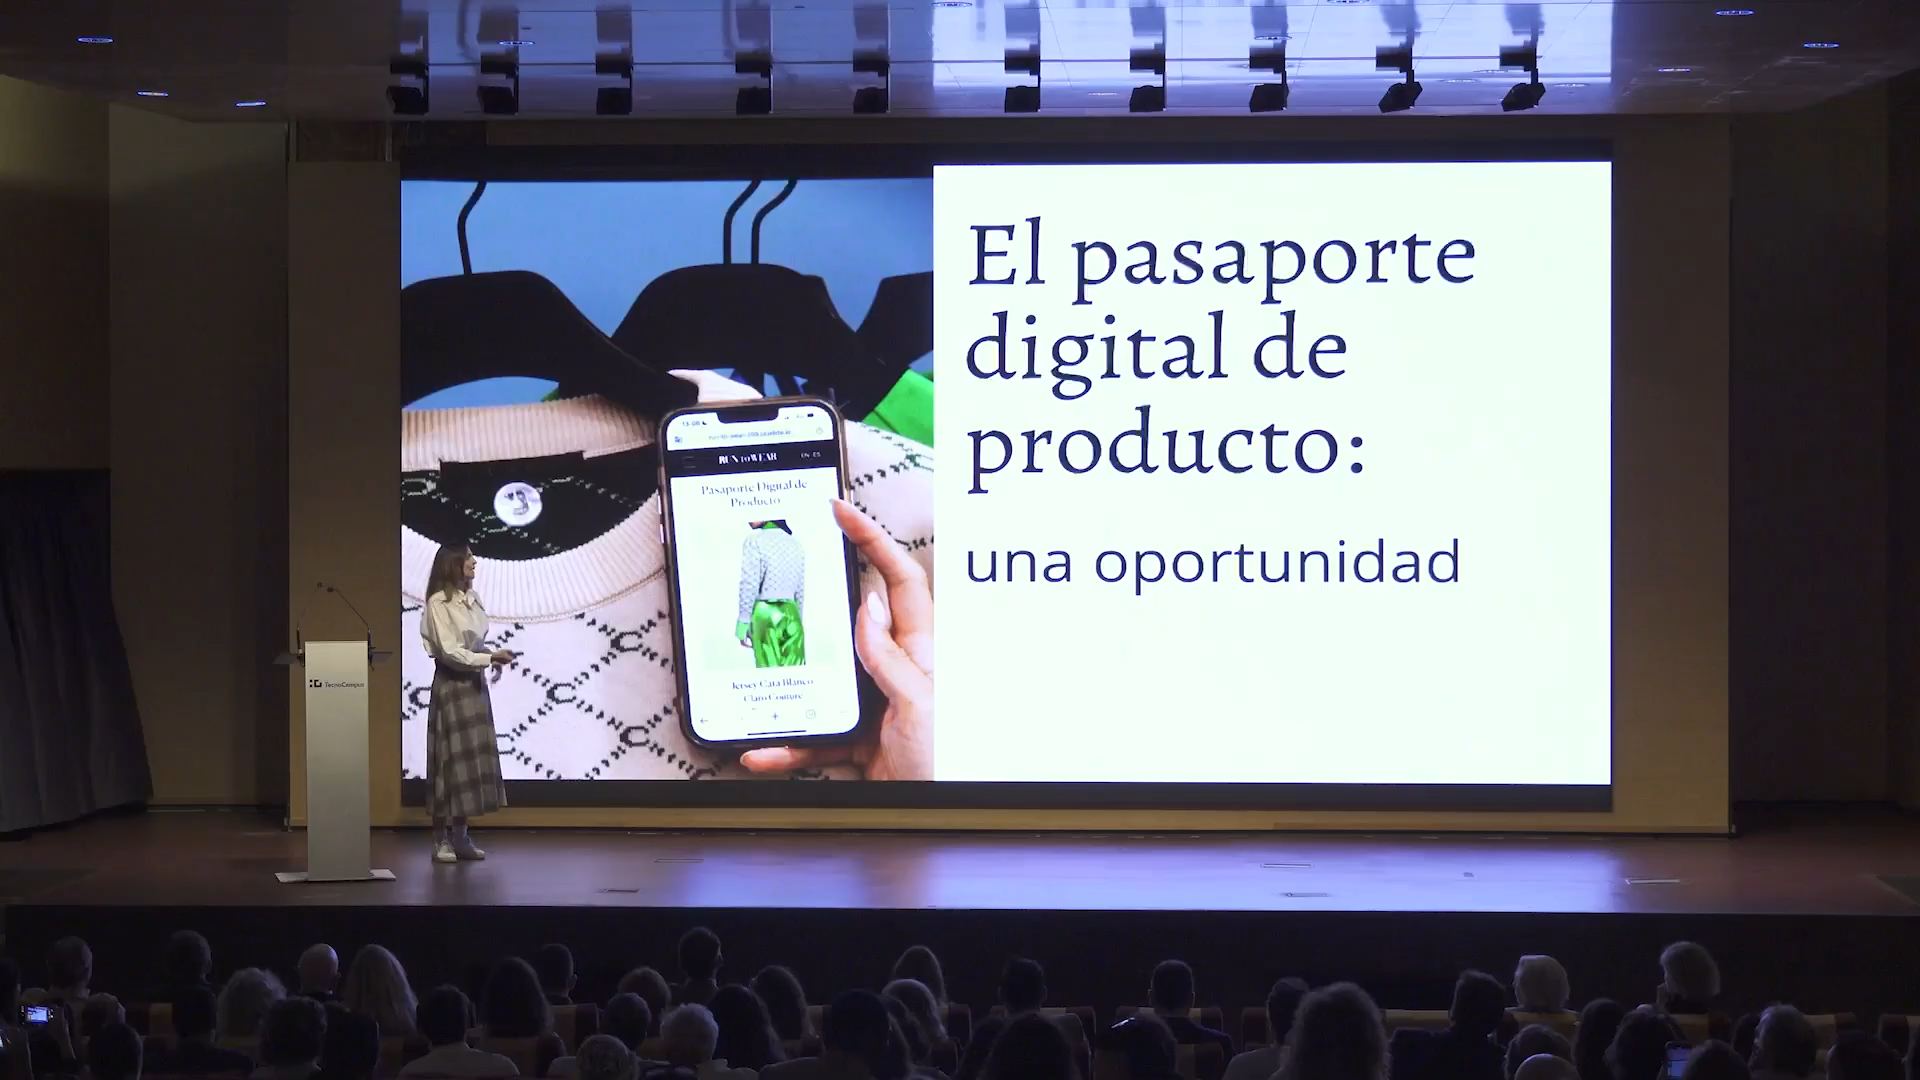 El pasaporte
digital de
producto:
una oportunidad
RUN TO WEAR
EN ES
Pasaporte Digital de
Producto
Jersey Cata Blanco
Claro Couture
TecnoCampus